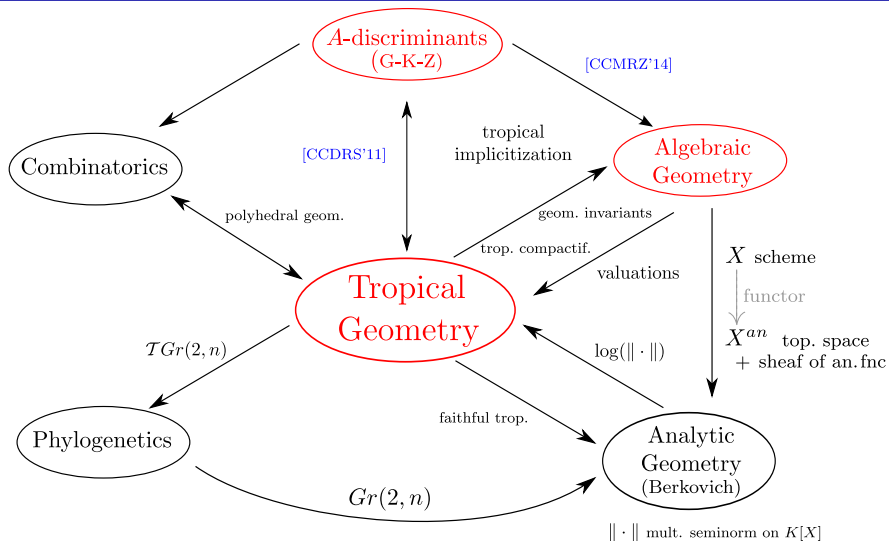 A-discriminants
(G-K-Z)
[CCMRZ'14]
tropical
implicitization
[CCDRS'11]
Algebraic
Geometry
Combinatorics
polyhedral geom.
geom. invariants
trop. compactif.
valuations
X scheme
functor
X^{an} top. space
+ sheaf of an.fnc
Tropical
Geometry
𝒯Gr(2, n)
log(‖ · ‖)
faithful trop.
Phylogenetics
Analytic
Geometry
(Berkovich)
Gr(2, n)
‖ · ‖ mult. seminorm on K[X]